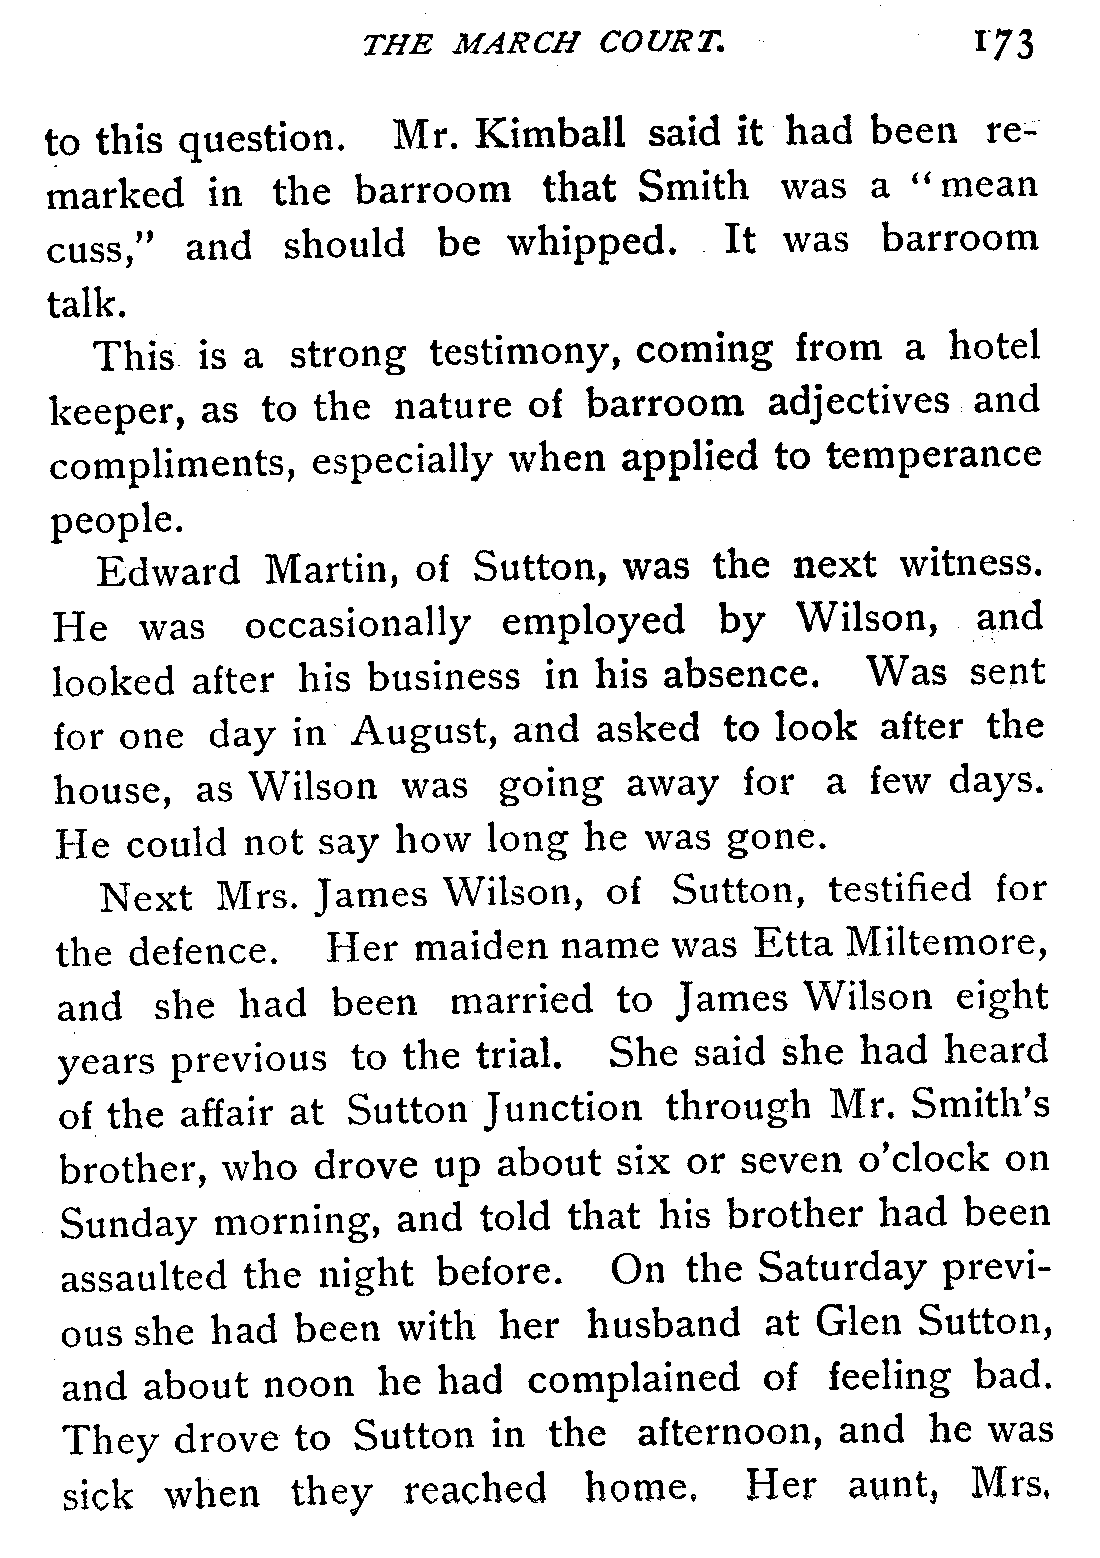 THE MARCH COURT. 173
to this question. Mr. Kimball said it had been re-
marked in the barroom that Smith was a "mean
cuss," and should be whipped. It was barroom
talk.
This is a strong testimony, coming from a hotel
keeper, as to the nature of barroom adjectives and
compliments, especially when applied to temperance
people.
Edward Martin, of Sutton, was the next witness.
He was occasionally employed by Wilson, and
looked after his business in his absence. Was sent
for one day in August, and asked to look after the
house, as Wilson was going away for a few days.
He could not say how long he was gone.
Next Mrs. James Wilson, of Sutton, testified for
the defence. Her maiden name was Etta Miltemore,
and she had been married to James Wilson eight
years previous to the trial. She said she had heard
of the affair at Sutton Junction through Mr. Smith's
brother, who drove up about six or seven o'clock on
Sunday morning, and told that his brother had been
assaulted the night before. On the Saturday previ-
ous she had been with her husband at Glen Sutton,
and about noon he had complained of feeling bad.
They drove to Sutton in the afternoon, and he was
sick when they reached home. Her aunt, Mrs.